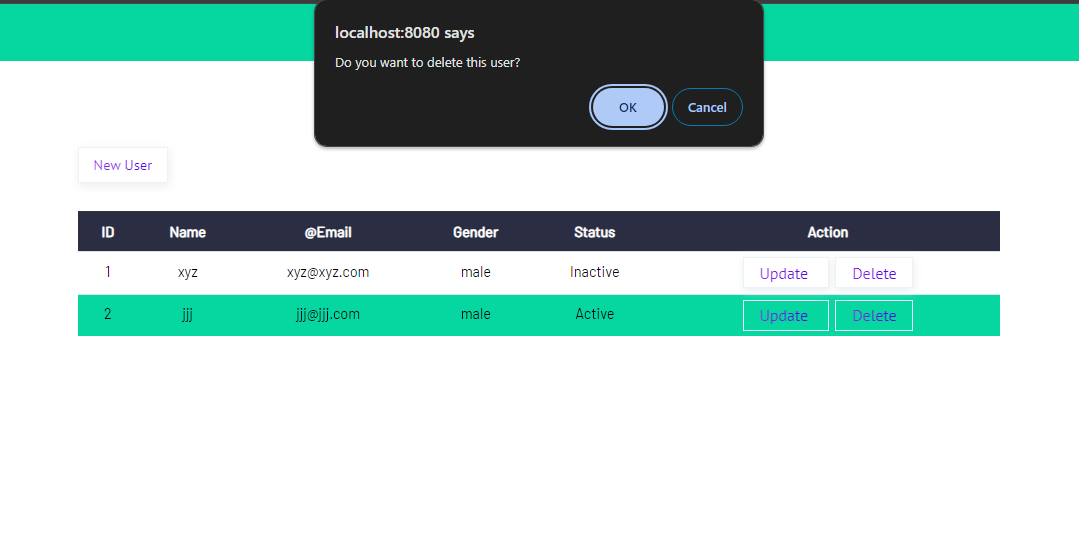 localhost:8080 says
Do you want to delete this user?
OK Cancel
New User
ID Name @Email Gender Status Action
1 xyz xyz@xyz.com male Inactive Update Delete
2 jjj jjj@jjj.com male Active Update Delete